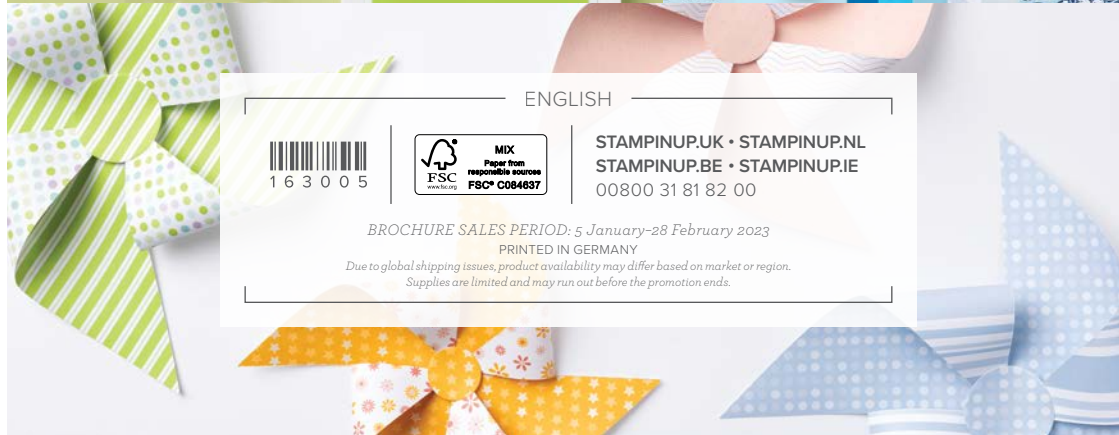 ENGLISH
163005
FSC
www.fsc.org
MIX
Paper from
responsible sources
FSC® C084637
STAMPINUP.UK • STAMPINUP.NL
STAMPINUP.BE • STAMPINUP.IE
00800 31 81 82 00
BROCHURE SALES PERIOD: 5 January–28 February 2023
PRINTED IN GERMANY
Due to global shipping issues, product availability may differ based on market or region.
Supplies are limited and may run out before the promotion ends.